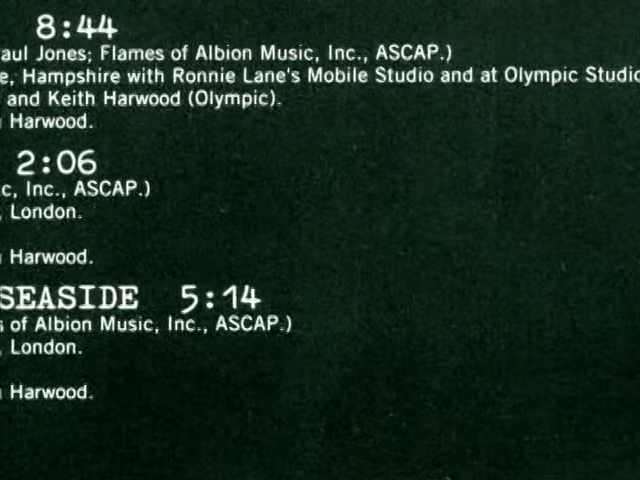 8:44
aul Jones; Flames of Albion Music, Inc., ASCAP.)
e, Hampshire with Ronnie Lane's Mobile Studio and at Olympic Studio
and Keith Harwood (Olympic).
Harwood.
2:06
c, Inc., ASCAP.)
, London.
Harwood.
SEASIDE 5:14
s of Albion Music, Inc., ASCAP.)
, London.
Harwood.